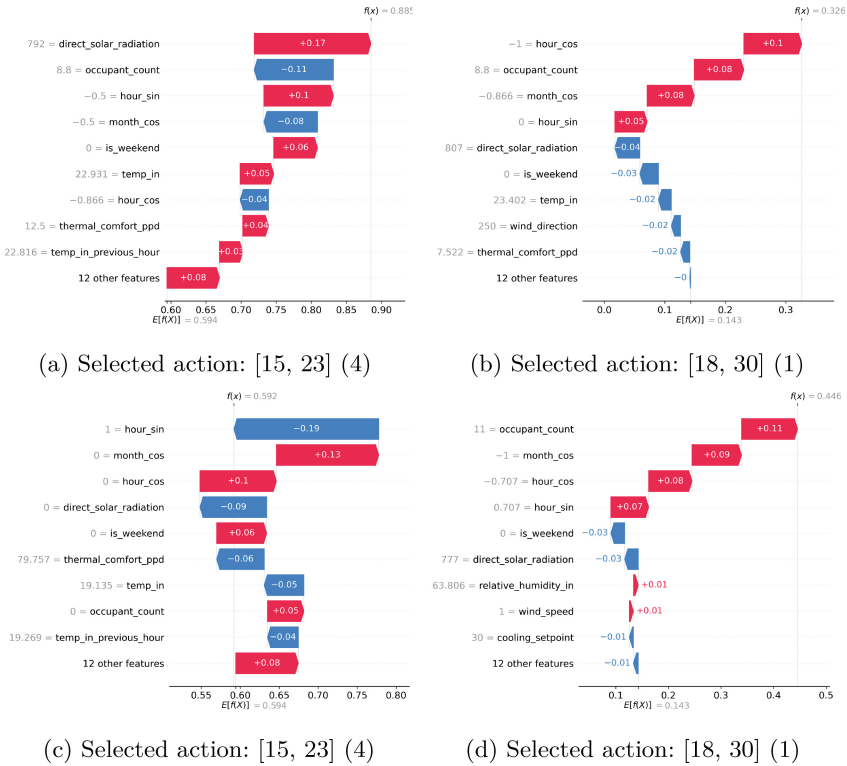 f(x) = 0.885
792 = direct_solar_radiation
+0.17
8.8 = occupant_count
−0.11
−0.5 = hour_sin
+0.1
−0.5 = month_cos
−0.08
0 = is_weekend
+0.06
22.931 = temp_in
+0.05
−0.866 = hour_cos
−0.04
12.5 = thermal_comfort_ppd
+0.04
22.816 = temp_in_previous_hour
+0.03
12 other features
+0.08
0.60 0.65 0.70 0.75 0.80 0.85 0.90
E[f(X)] = 0.594
(a) Selected action: [15, 23] (4)
f(x) = 0.326
−1 = hour_cos
+0.1
8.8 = occupant_count
+0.08
−0.866 = month_cos
+0.08
0 = hour_sin
+0.05
807 = direct_solar_radiation
−0.04
0 = is_weekend
−0.03
23.402 = temp_in
−0.02
250 = wind_direction
−0.02
7.522 = thermal_comfort_ppd
−0.02
12 other features
−0
0.0 0.1 0.2 0.3
E[f(X)] = 0.143
(b) Selected action: [18, 30] (1)
f(x) = 0.592
1 = hour_sin
−0.19
0 = month_cos
+0.13
0 = hour_cos
+0.1
0 = direct_solar_radiation
−0.09
0 = is_weekend
+0.06
79.757 = thermal_comfort_ppd
−0.06
19.135 = temp_in
−0.05
0 = occupant_count
+0.05
19.269 = temp_in_previous_hour
−0.04
12 other features
+0.08
0.55 0.60 0.65 0.70 0.75 0.80
E[f(X)] = 0.594
(c) Selected action: [15, 23] (4)
f(x) = 0.446
11 = occupant_count
+0.11
−1 = month_cos
+0.09
−0.707 = hour_cos
+0.08
0.707 = hour_sin
+0.07
0 = is_weekend
−0.03
777 = direct_solar_radiation
−0.03
63.806 = relative_humidity_in
+0.01
1 = wind_speed
+0.01
30 = cooling_setpoint
−0.01
12 other features
−0.01
0.1 0.2 0.3 0.4 0.5
E[f(X)] = 0.143
(d) Selected action: [18, 30] (1)